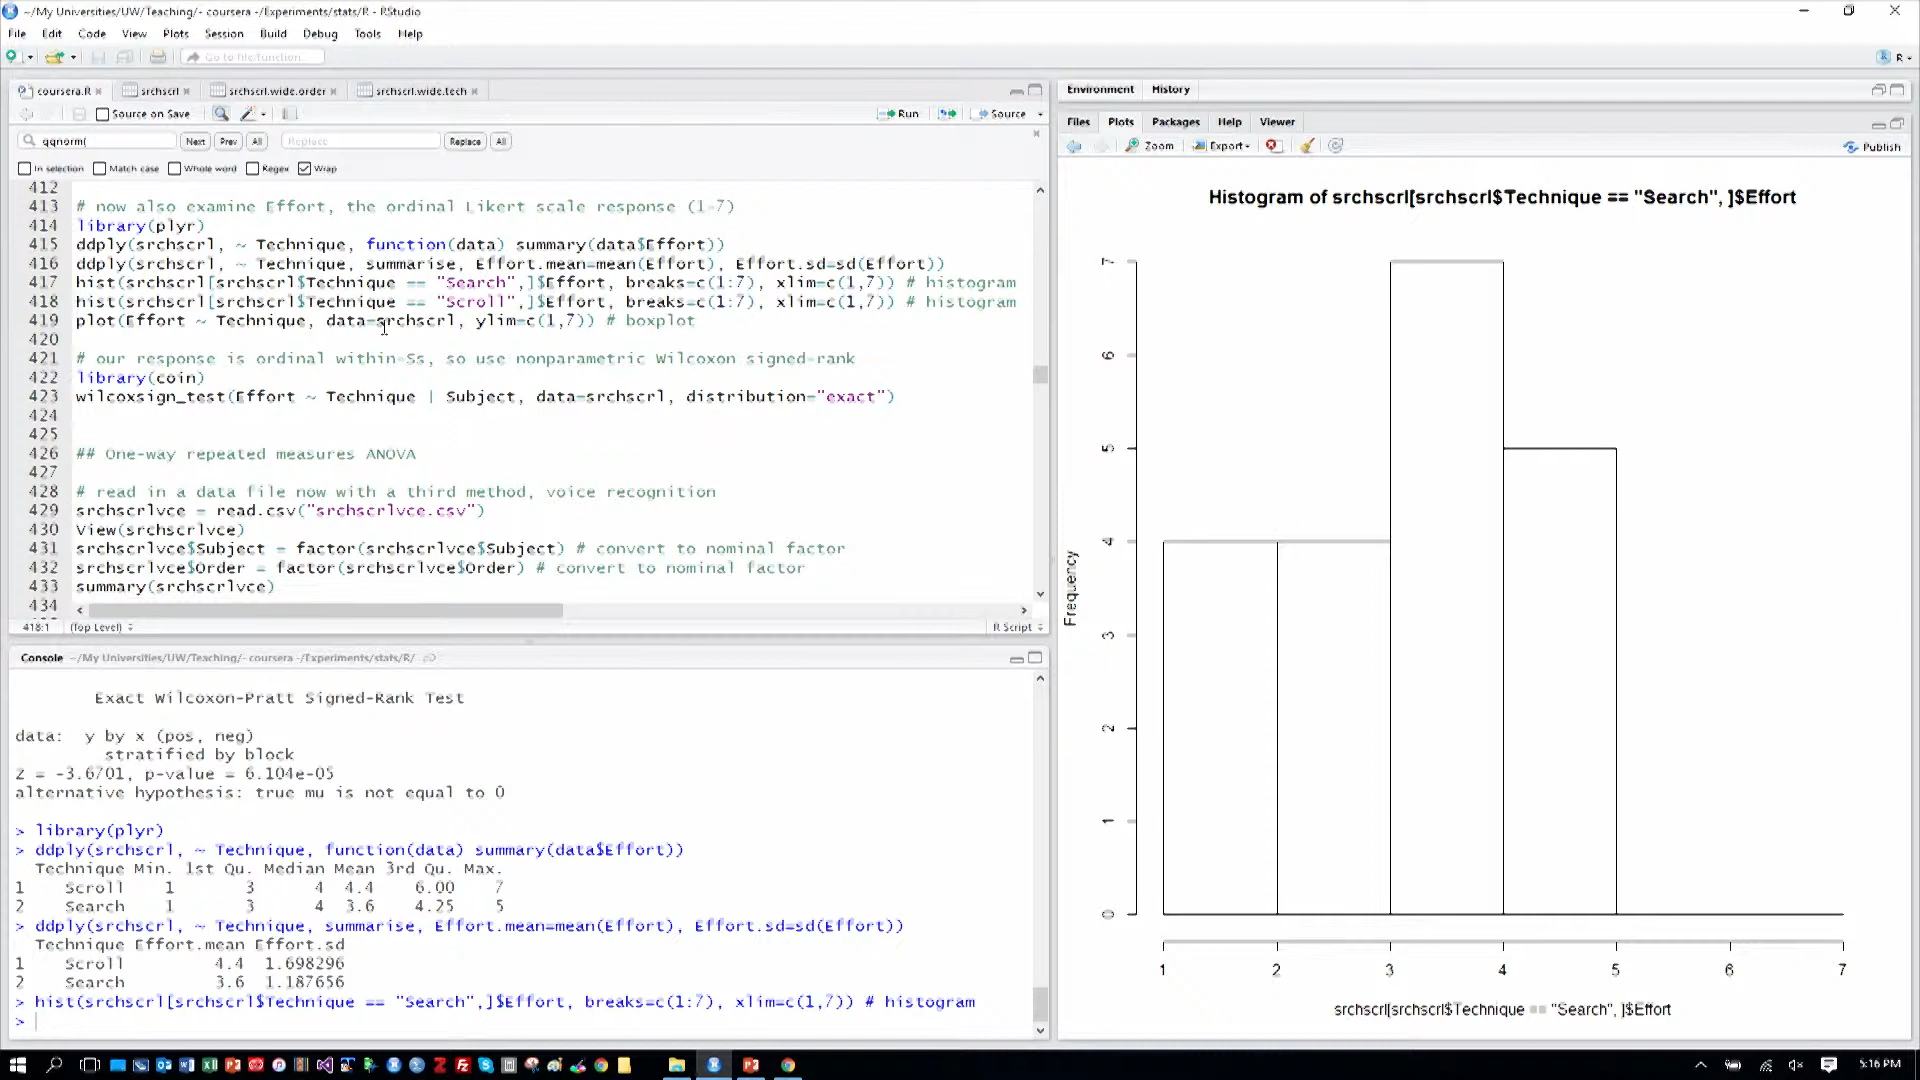 ~/My Universities/UW/Teaching/- coursera -/Experiments/stats/R - RStudio
File Edit Code View Plots Session Build Debug Tools Help
Go to file/function
R
coursera.R srchscrl srchscrl.wide.order srchscrl.wide.tech
Source on Save Run Source
qqnorm( Next Prev All Replace Replace All
In selection Match case Whole word Regex Wrap
412
413 # now also examine Effort, the ordinal Likert scale response (1-7)
414 library(plyr)
415 ddply(srchscrl, ~ Technique, function(data) summary(data$Effort))
416 ddply(srchscrl, ~ Technique, summarise, Effort.mean=mean(Effort), Effort.sd=sd(Effort))
417 hist(srchscrl[srchscrl$Technique == "Search",]$Effort, breaks=c(1:7), xlim=c(1,7)) # histogram
418 hist(srchscrl[srchscrl$Technique == "Scroll",]$Effort, breaks=c(1:7), xlim=c(1,7)) # histogram
419 plot(Effort ~ Technique, data=srchscrl, ylim=c(1,7)) # boxplot
420
421 # our response is ordinal within-Ss, so use nonparametric Wilcoxon signed-rank
422 library(coin)
423 wilcoxsign_test(Effort ~ Technique | Subject, data=srchscrl, distribution="exact")
424
425
426 ## One-way repeated measures ANOVA
427
428 # read in a data file now with a third method, voice recognition
429 srchscrlvce = read.csv("srchscrlvce.csv")
430 View(srchscrlvce)
431 srchscrlvce$Subject = factor(srchscrlvce$Subject) # convert to nominal factor
432 srchscrlvce$Order = factor(srchscrlvce$Order) # convert to nominal factor
433 summary(srchscrlvce)
434
418:1 (Top Level) R Script
Console ~/My Universities/UW/Teaching/- coursera -/Experiments/stats/R/
Exact Wilcoxon-Pratt Signed-Rank Test
data: y by x (pos, neg)
stratified by block
Z = -3.6701, p-value = 6.104e-05
alternative hypothesis: true mu is not equal to 0
> library(plyr)
> ddply(srchscrl, ~ Technique, function(data) summary(data$Effort))
Technique Min. 1st Qu. Median Mean 3rd Qu. Max.
1 Scroll 1 3 4 4.4 6.00 7
2 Search 1 3 4 3.6 4.25 5
> ddply(srchscrl, ~ Technique, summarise, Effort.mean=mean(Effort), Effort.sd=sd(Effort))
Technique Effort.mean Effort.sd
1 Scroll 4.4 1.698296
2 Search 3.6 1.187656
> hist(srchscrl[srchscrl$Technique == "Search",]$Effort, breaks=c(1:7), xlim=c(1,7)) # histogram
>
Environment History
Files Plots Packages Help Viewer
Zoom Export Publish
Histogram of srchscrl[srchscrl$Technique == "Search", ]$Effort
Frequency
7
6
5
4
3
2
1
0
1 2 3 4 5 6 7
srchscrl[srchscrl$Technique == "Search", ]$Effort
5:16 PM